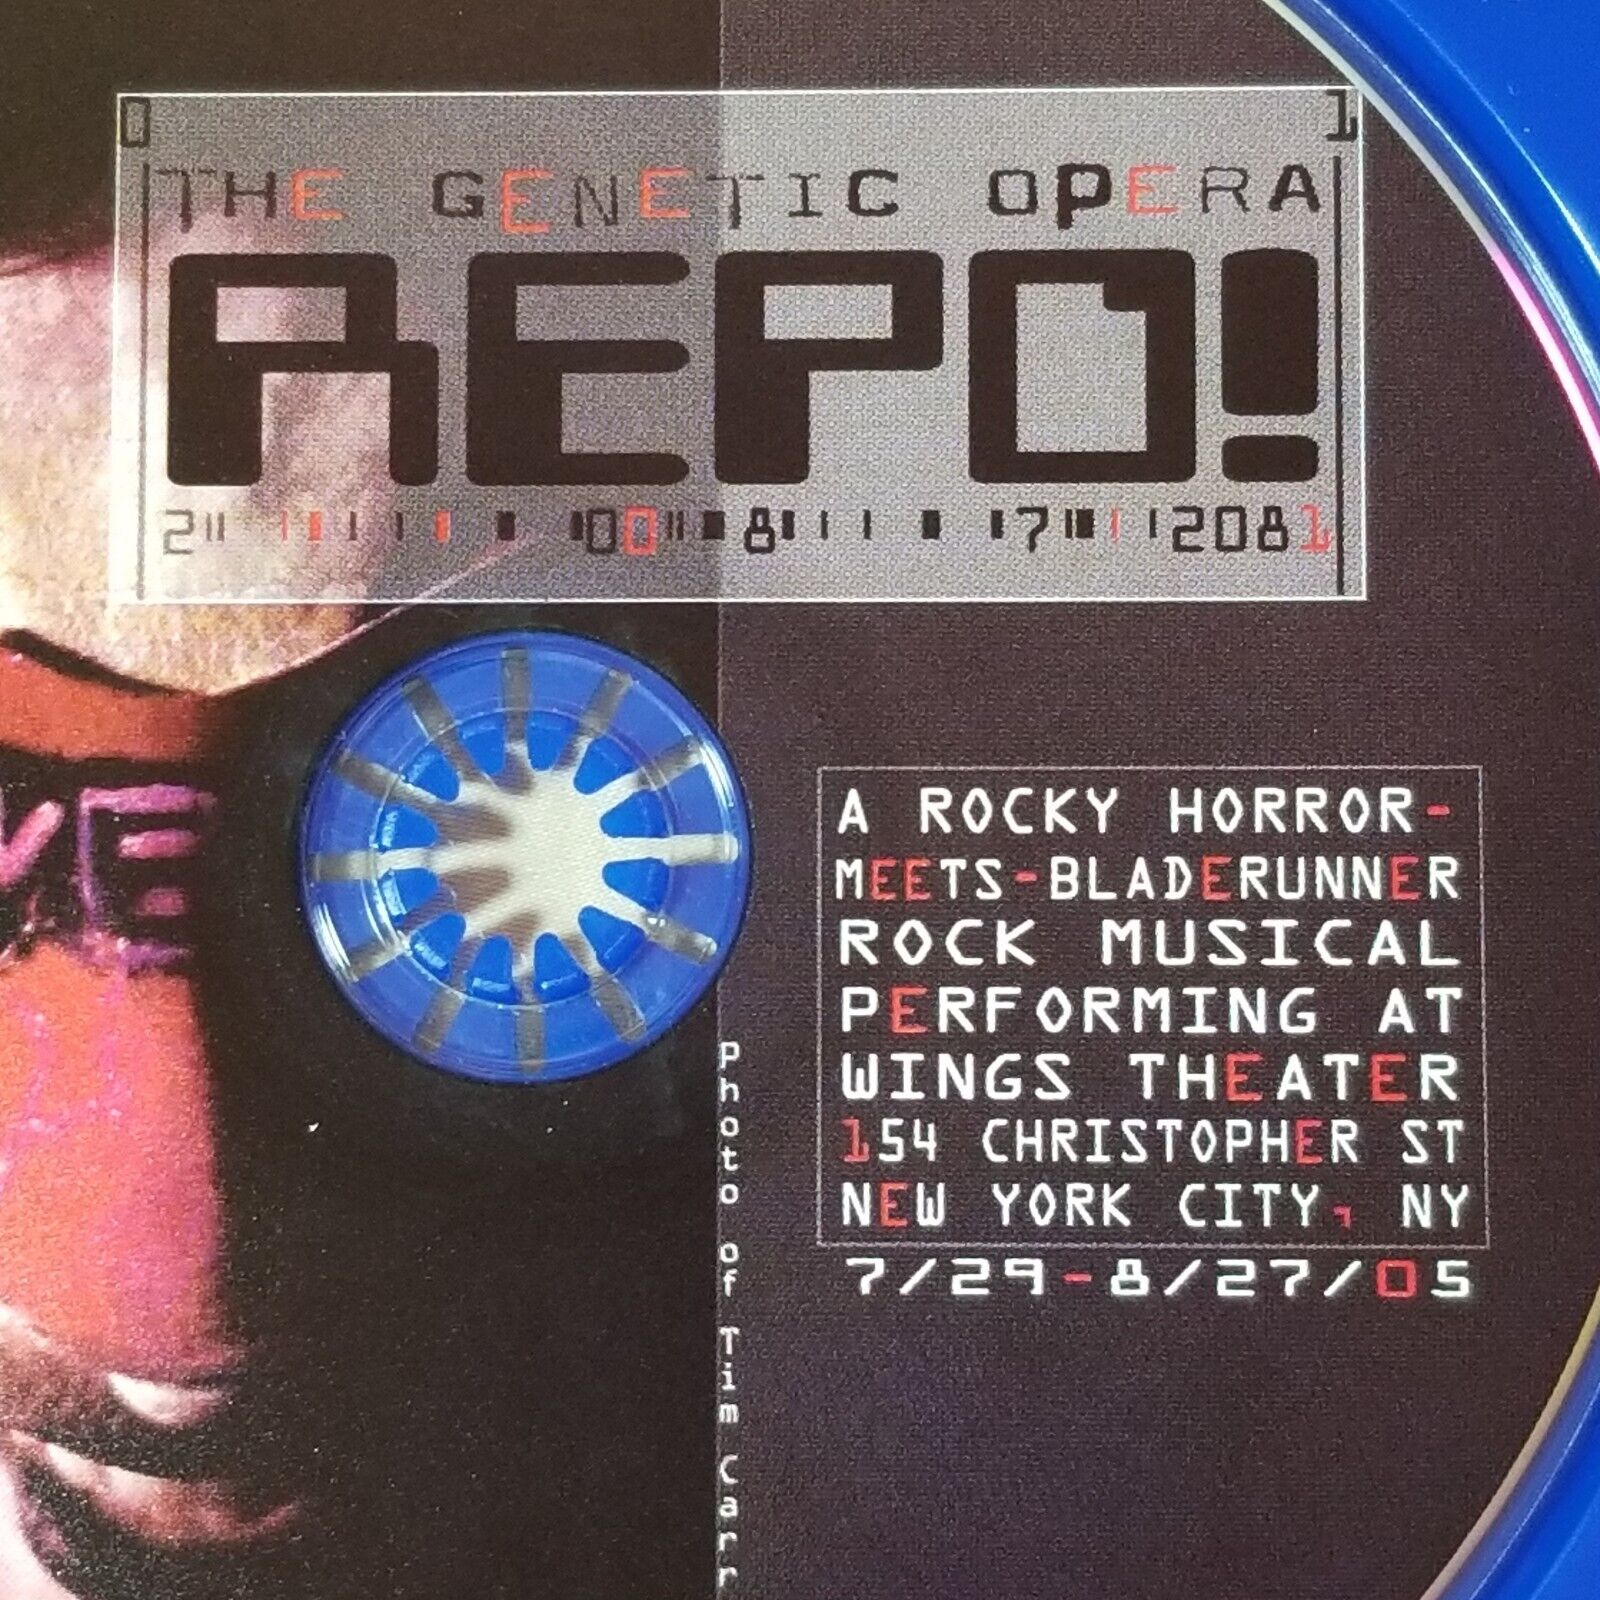 0 1
THE GENETIC OPERA
REPO!
2 00 8 7 2081
VE
A ROCKY HORROR-
MEETS-BLADERUNNER
ROCK MUSICAL
PERFORMING AT
WINGS THEATER
154 CHRISTOPHER ST
NEW YORK CITY, NY
7/29-8/27/05
Photo of Tim Carr